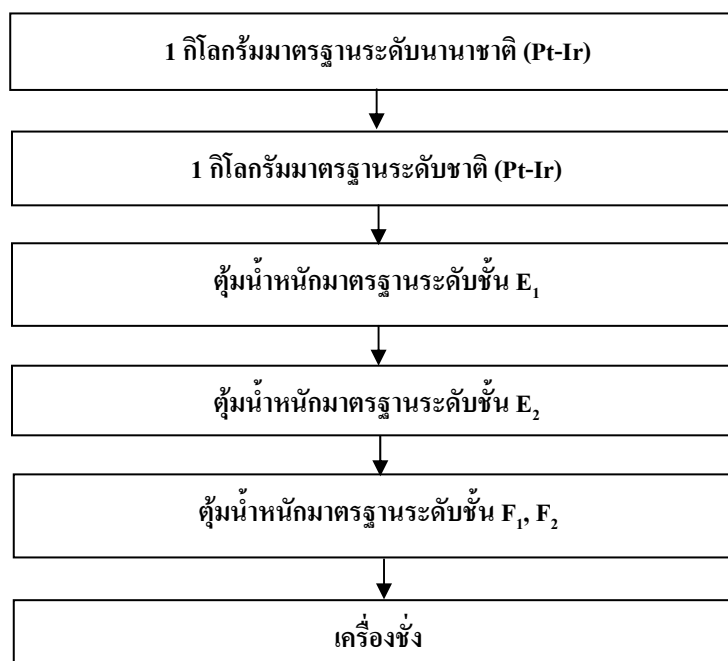 1 กิโลกร้มมาตรฐานระดับนานาชาติ (Pt-Ir)
1 กิโลกรัมมาตรฐานระดับชาติ (Pt-Ir)
ตุ้มน้ำหนักมาตรฐานระดับชั้น E₁
ตุ้มน้ำหนักมาตรฐานระดับชั้น E₂
ตุ้มน้ำหนักมาตรฐานระดับชั้น F₁, F₂
เครื่องชั่ง